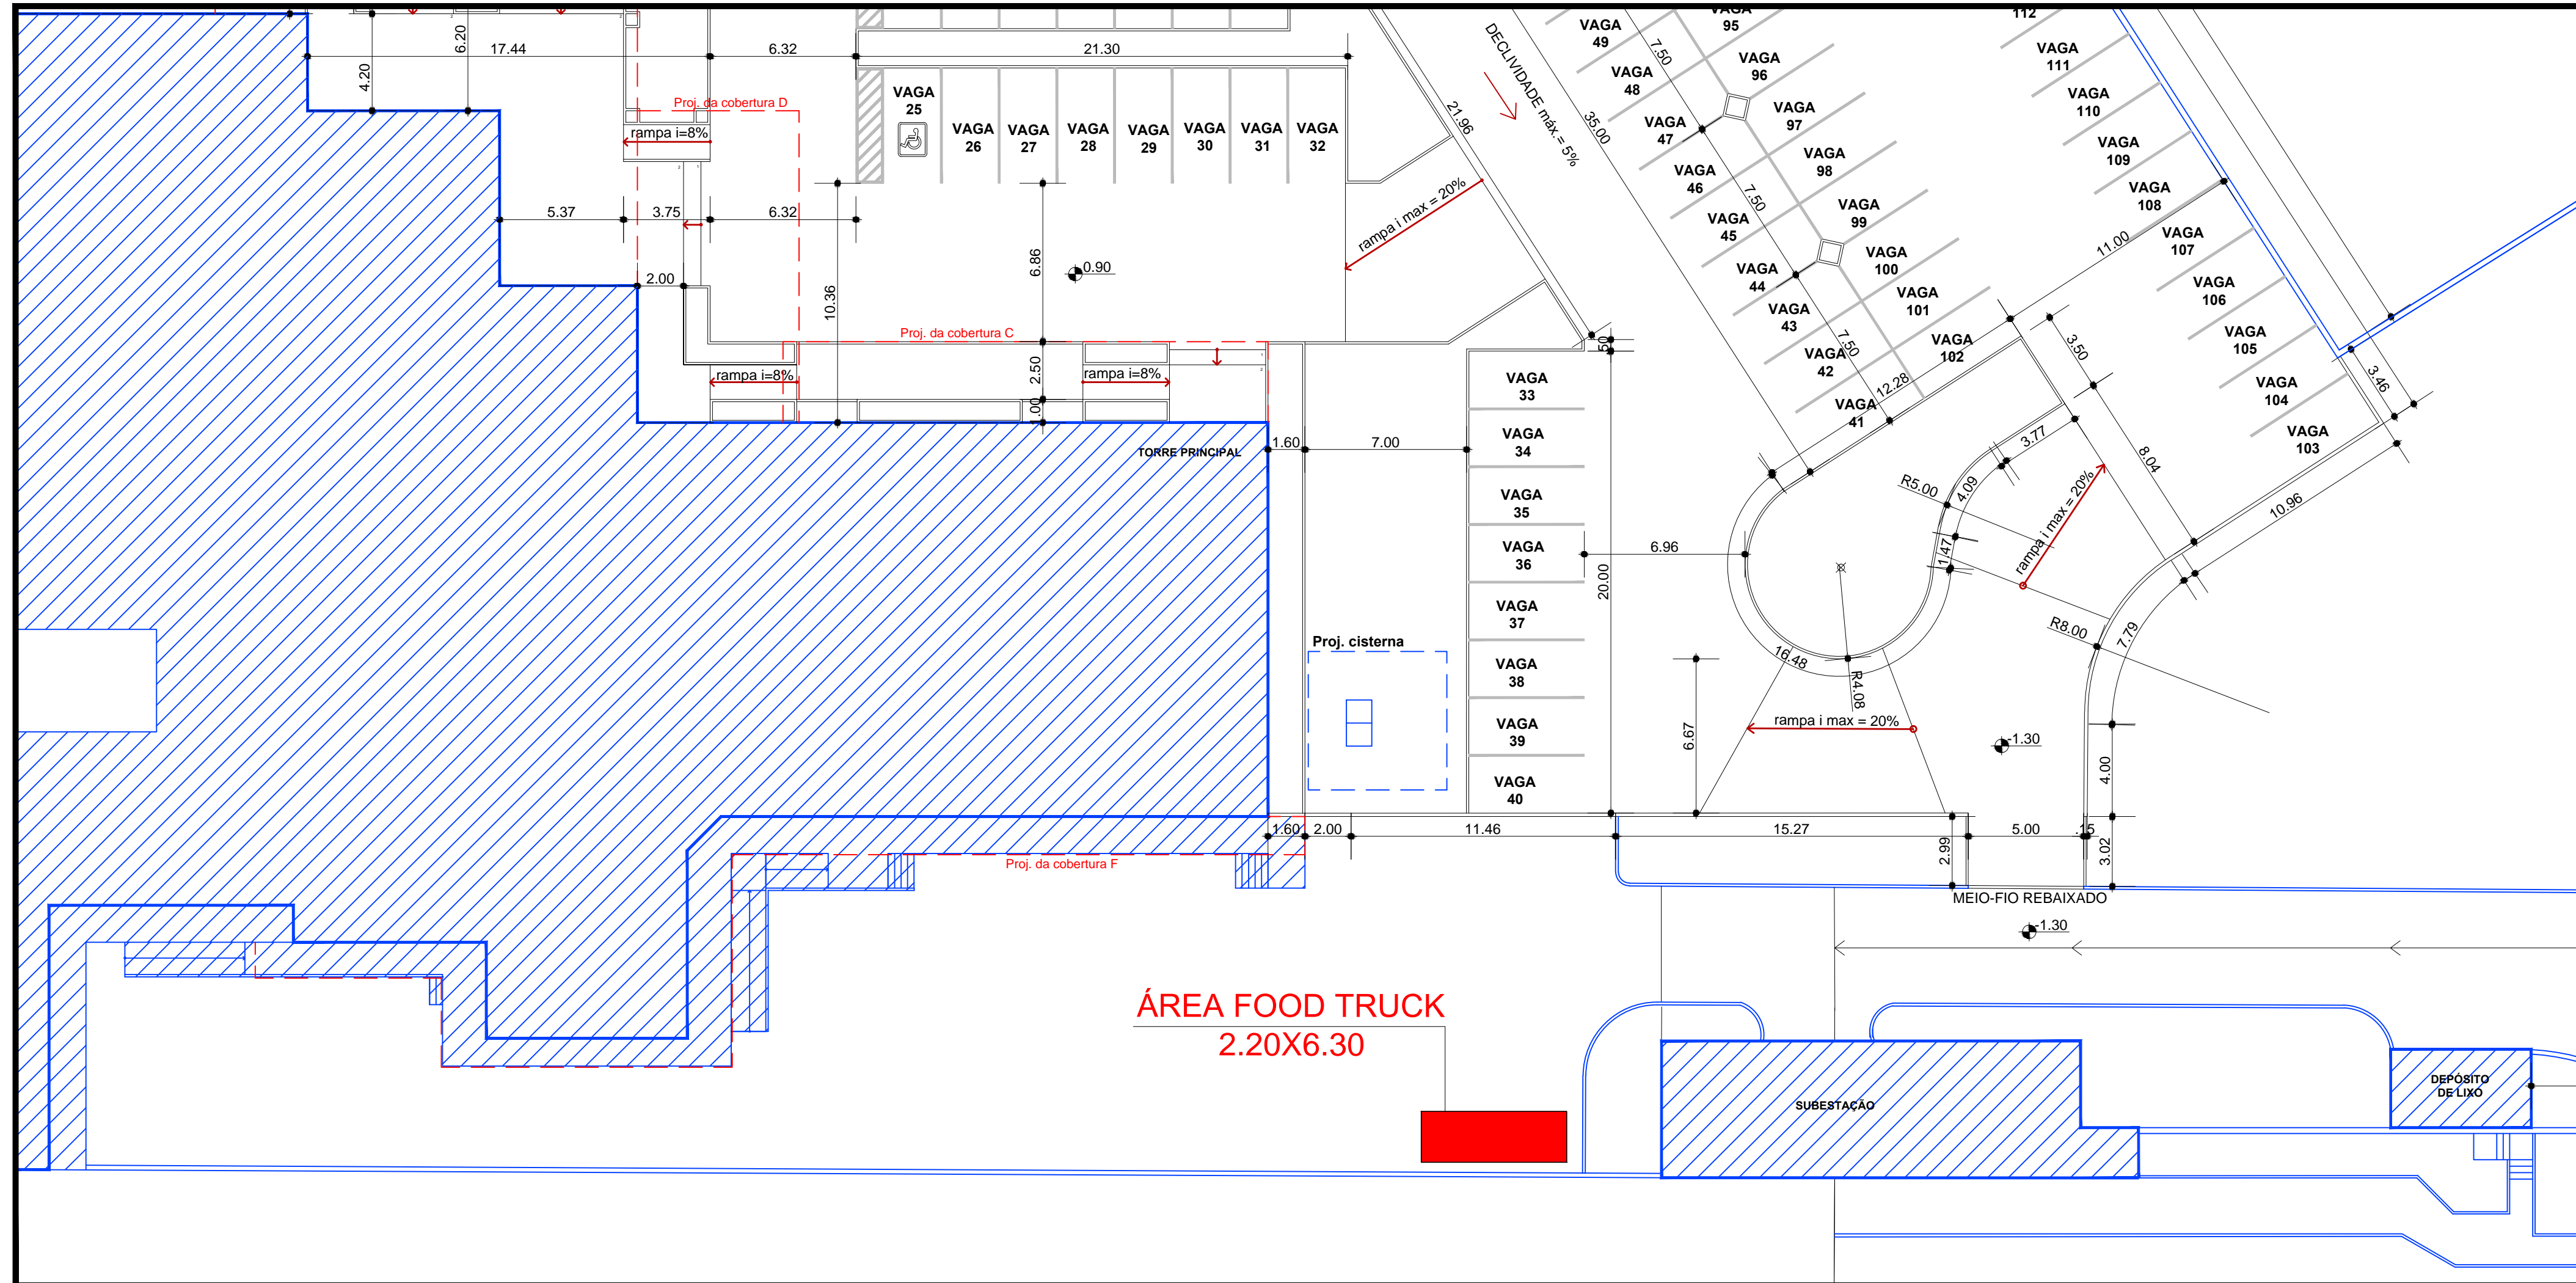 17.44
6.32
21.30
4.20
6.20
Proj. da cobertura D
rampa i=8%
VAGA
25
VAGA
26
VAGA
27
VAGA
28
VAGA
29
VAGA
30
VAGA
31
VAGA
32
5.37
3.75
6.32
2.00
10.36
6.86
0.90
Proj. da cobertura C
rampa i=8%
rampa i=8%
2.50
1.00
TORRE PRINCIPAL
21.96
rampa i max = 20%
DECLIVIDADE máx. = 5%
35.00
.50
VAGA
49
VAGA
48
VAGA
47
VAGA
46
VAGA
45
VAGA
44
VAGA
43
VAGA
42
VAGA
41
7.50
7.50
7.50
VAGA
95
VAGA
96
VAGA
97
VAGA
98
VAGA
99
VAGA
100
VAGA
101
VAGA
102
112
VAGA
111
VAGA
110
VAGA
109
VAGA
108
VAGA
107
VAGA
106
VAGA
105
VAGA
104
VAGA
103
11.00
12.28
3.50
3.46
3.77
8.04
10.96
R5.00
4.09
1.47
rampa i max = 20%
R8.00
7.79
1.60
7.00
VAGA
33
VAGA
34
VAGA
35
VAGA
36
VAGA
37
VAGA
38
VAGA
39
VAGA
40
20.00
6.96
16.48
R4.08
6.67
rampa i max = 20%
-1.30
4.00
Proj. cisterna
1.60
2.00
11.46
15.27
5.00
.15
2.99
3.02
Proj. da cobertura F
MEIO-FIO REBAIXADO
-1.30
ÁREA FOOD TRUCK
2.20X6.30
SUBESTAÇÃO
DEPÓSITO
DE LIXO